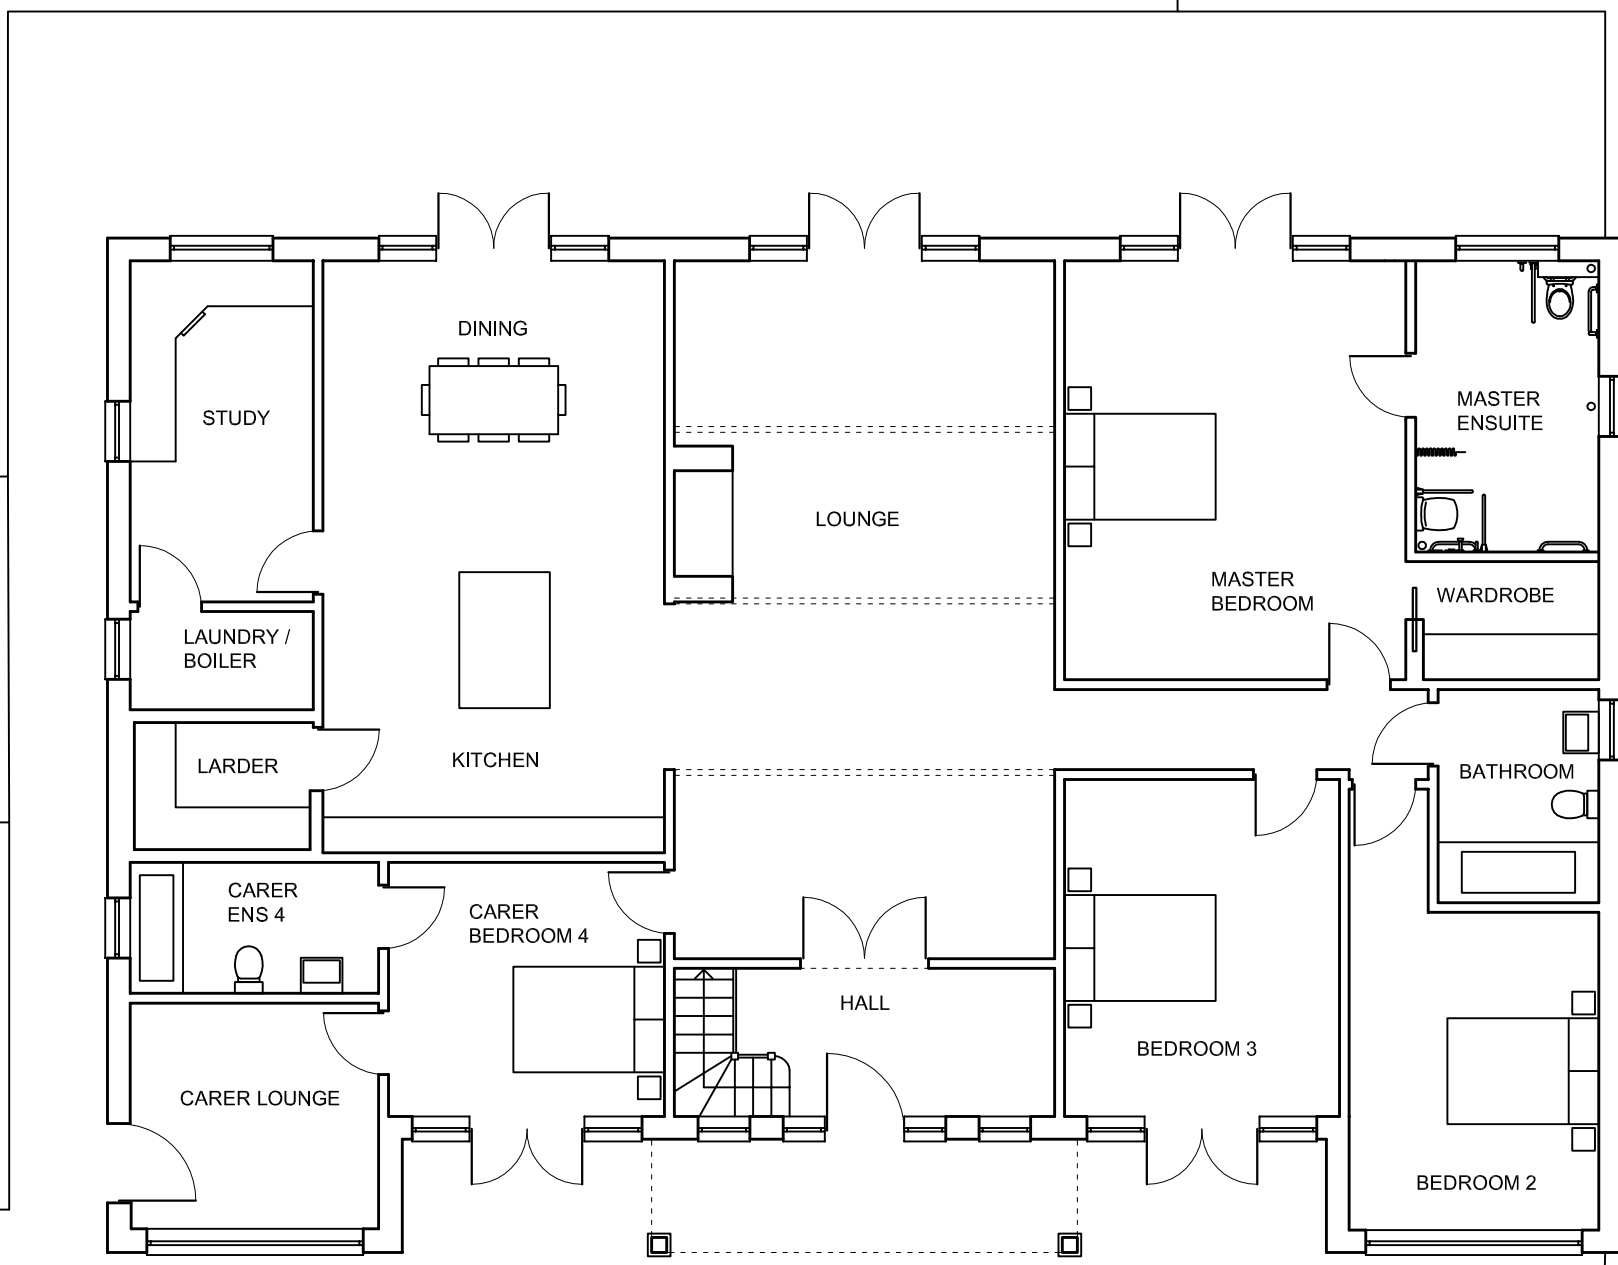 DINING
STUDY
MASTER
ENSUITE
LOUNGE
MASTER
BEDROOM
WARDROBE
LAUNDRY /
BOILER
KITCHEN
LARDER
BATHROOM
CARER
ENS 4
CARER
BEDROOM 4
HALL
BEDROOM 3
CARER LOUNGE
BEDROOM 2